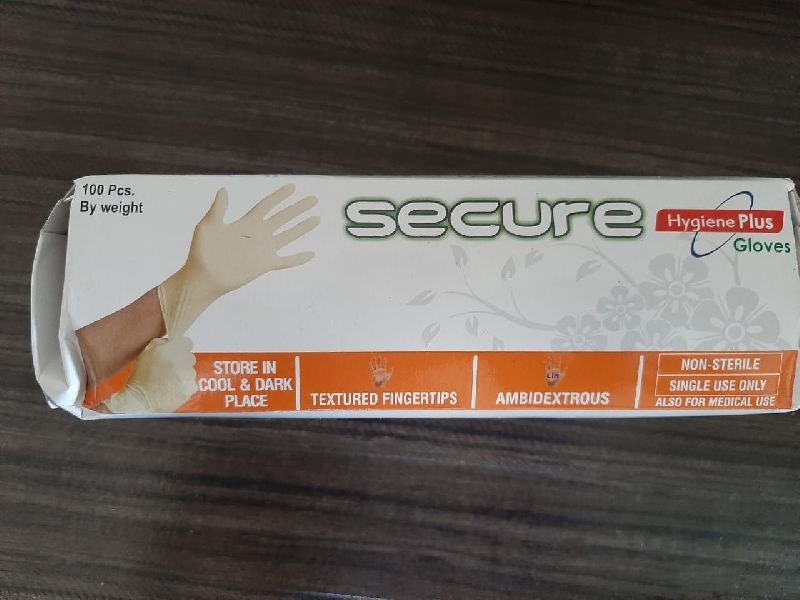 100 Pcs.
By weight
secure
Hygiene Plus
Gloves
STORE IN
COOL & DARK
PLACE
TEXTURED FINGERTIPS
AMBIDEXTROUS
NON-STERILE
SINGLE USE ONLY
ALSO FOR MEDICAL USE